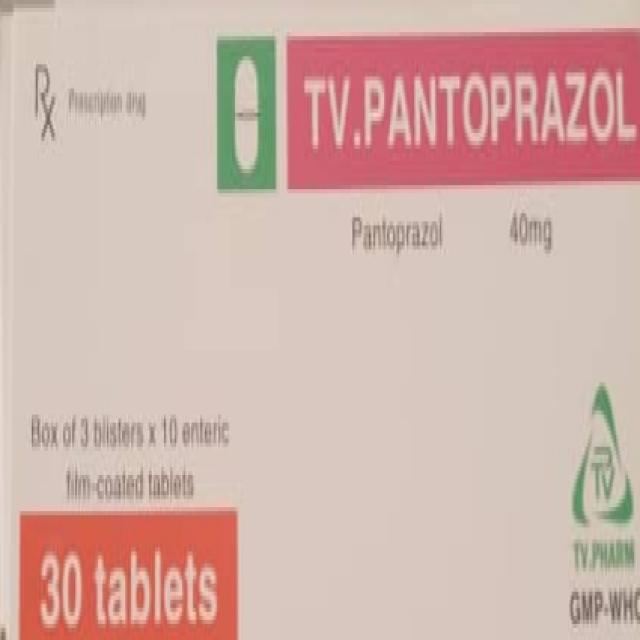 Rx Prescription drug
TV.PANTOPRAZOL
Pantoprazol 40mg
Box of 3 blisters x 10 enteric
film-coated tablets
30 tablets
TV
TV.PHARM
GMP-WHO